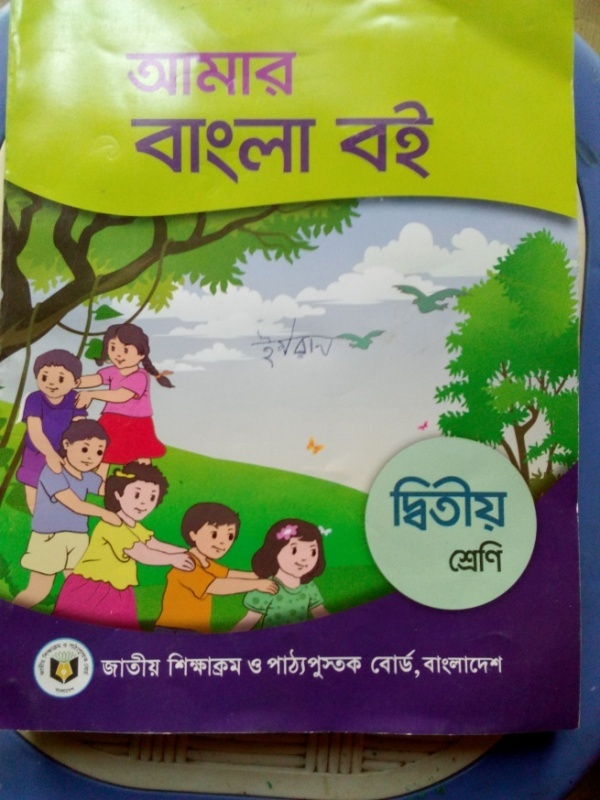 আমার
বাংলা বই
ইমরান
দ্বিতীয়
শ্রেণি
জাতীয় শিক্ষাক্রম ও পাঠ্যপুস্তক বোর্ড, বাংলাদেশ